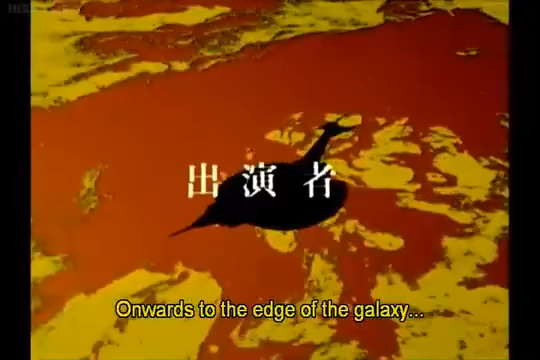 出演者
Onwards to the edge of the galaxy...